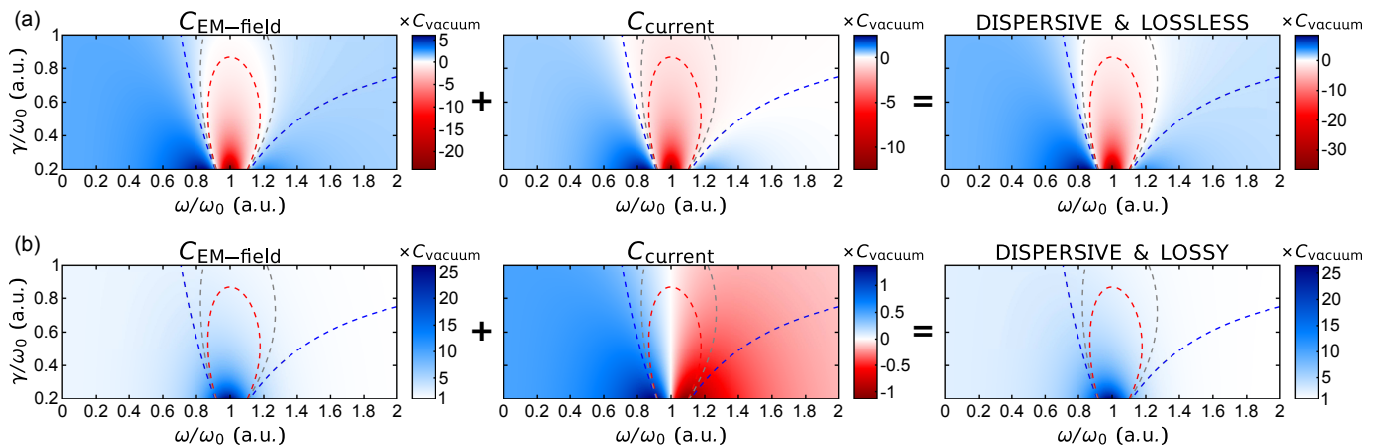 (a)
C_EM−field
× C_vacuum
C_current
× C_vacuum
DISPERSIVE & LOSSLESS
× C_vacuum
γ/ω₀ (a.u.)
1
0.8
0.6
0.4
0.2
0 0.2 0.4 0.6 0.8 1 1.2 1.4 1.6 1.8 2
ω/ω₀ (a.u.)
5
0
-5
-10
-15
-20
+
0 0.2 0.4 0.6 0.8 1 1.2 1.4 1.6 1.8 2
ω/ω₀ (a.u.)
0
-5
-10
=
0 0.2 0.4 0.6 0.8 1 1.2 1.4 1.6 1.8 2
ω/ω₀ (a.u.)
0
-10
-20
-30
(b)
C_EM−field
× C_vacuum
C_current
× C_vacuum
DISPERSIVE & LOSSY
× C_vacuum
γ/ω₀ (a.u.)
1
0.8
0.6
0.4
0.2
0 0.2 0.4 0.6 0.8 1 1.2 1.4 1.6 1.8 2
ω/ω₀ (a.u.)
25
20
15
10
5
1
+
0 0.2 0.4 0.6 0.8 1 1.2 1.4 1.6 1.8 2
ω/ω₀ (a.u.)
1
0.5
0
-0.5
-1
=
0 0.2 0.4 0.6 0.8 1 1.2 1.4 1.6 1.8 2
ω/ω₀ (a.u.)
25
20
15
10
5
1